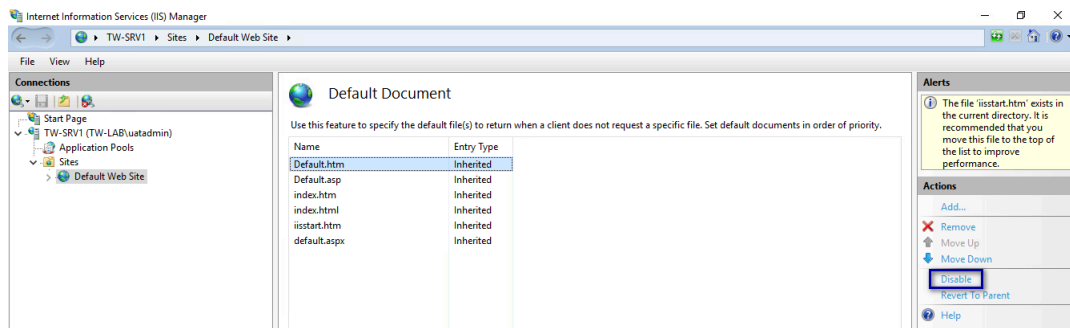 Internet Information Services (IIS) Manager
TW-SRV1 Sites Default Web Site
File View Help
Connections
Start Page
TW-SRV1 (TW-LAB\uatadmin)
Application Pools
Sites
Default Web Site
Default Document
Use this feature to specify the default file(s) to return when a client does not request a specific file. Set default documents in order of priority.
Name Entry Type
Default.htm Inherited
Default.asp Inherited
index.htm Inherited
index.html Inherited
iisstart.htm Inherited
default.aspx Inherited
Alerts
The file 'iisstart.htm' exists in
the current directory. It is
recommended that you
move this file to the top of
the list to improve
performance.
Actions
Add...
Remove
Move Up
Move Down
Disable
Revert To Parent
Help